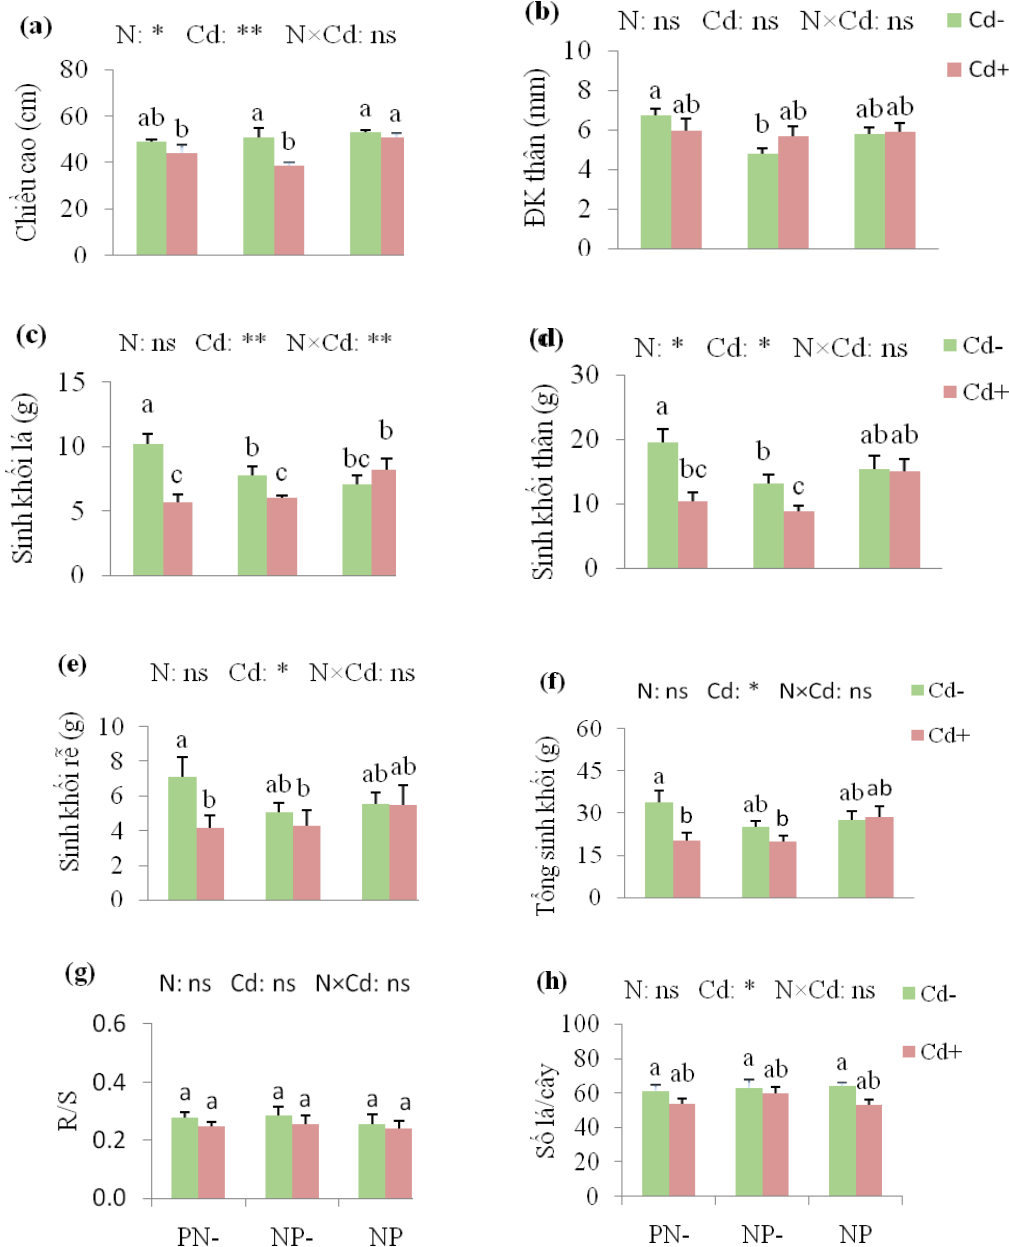 (a)
N: * Cd: ** N×Cd: ns
Chiều cao (cm)
80
60
40
20
0
ab b a b a a
(b)
N: ns Cd: ns N×Cd: ns
Cd-
Cd+
ĐK thân (mm)
10
8
6
4
2
0
a ab b ab ab ab
(c)
N: ns Cd: ** N×Cd: **
Sinh khối lá (g)
15
10
5
0
a c b c bc b
(d)
N: * Cd: * N×Cd: ns
Cd-
Cd+
Sinh khối thân (g)
30
20
10
0
a bc b c ab ab
(e)
N: ns Cd: * N×Cd: ns
Sinh khối rễ (g)
10
8
6
4
2
0
a b ab b ab ab
(f)
N: ns Cd: * N×Cd: ns
Cd-
Cd+
Tổng sinh khối (g)
60
45
30
15
0
a b ab b ab ab
(g)
N: ns Cd: ns N×Cd: ns
R/S
0.6
0.4
0.2
0.0
a a a a a a
PN- NP- NP
(h)
N: ns Cd: * N×Cd: ns
Cd-
Cd+
Số lá/cây
100
80
60
40
20
0
a ab a ab a ab
PN- NP- NP